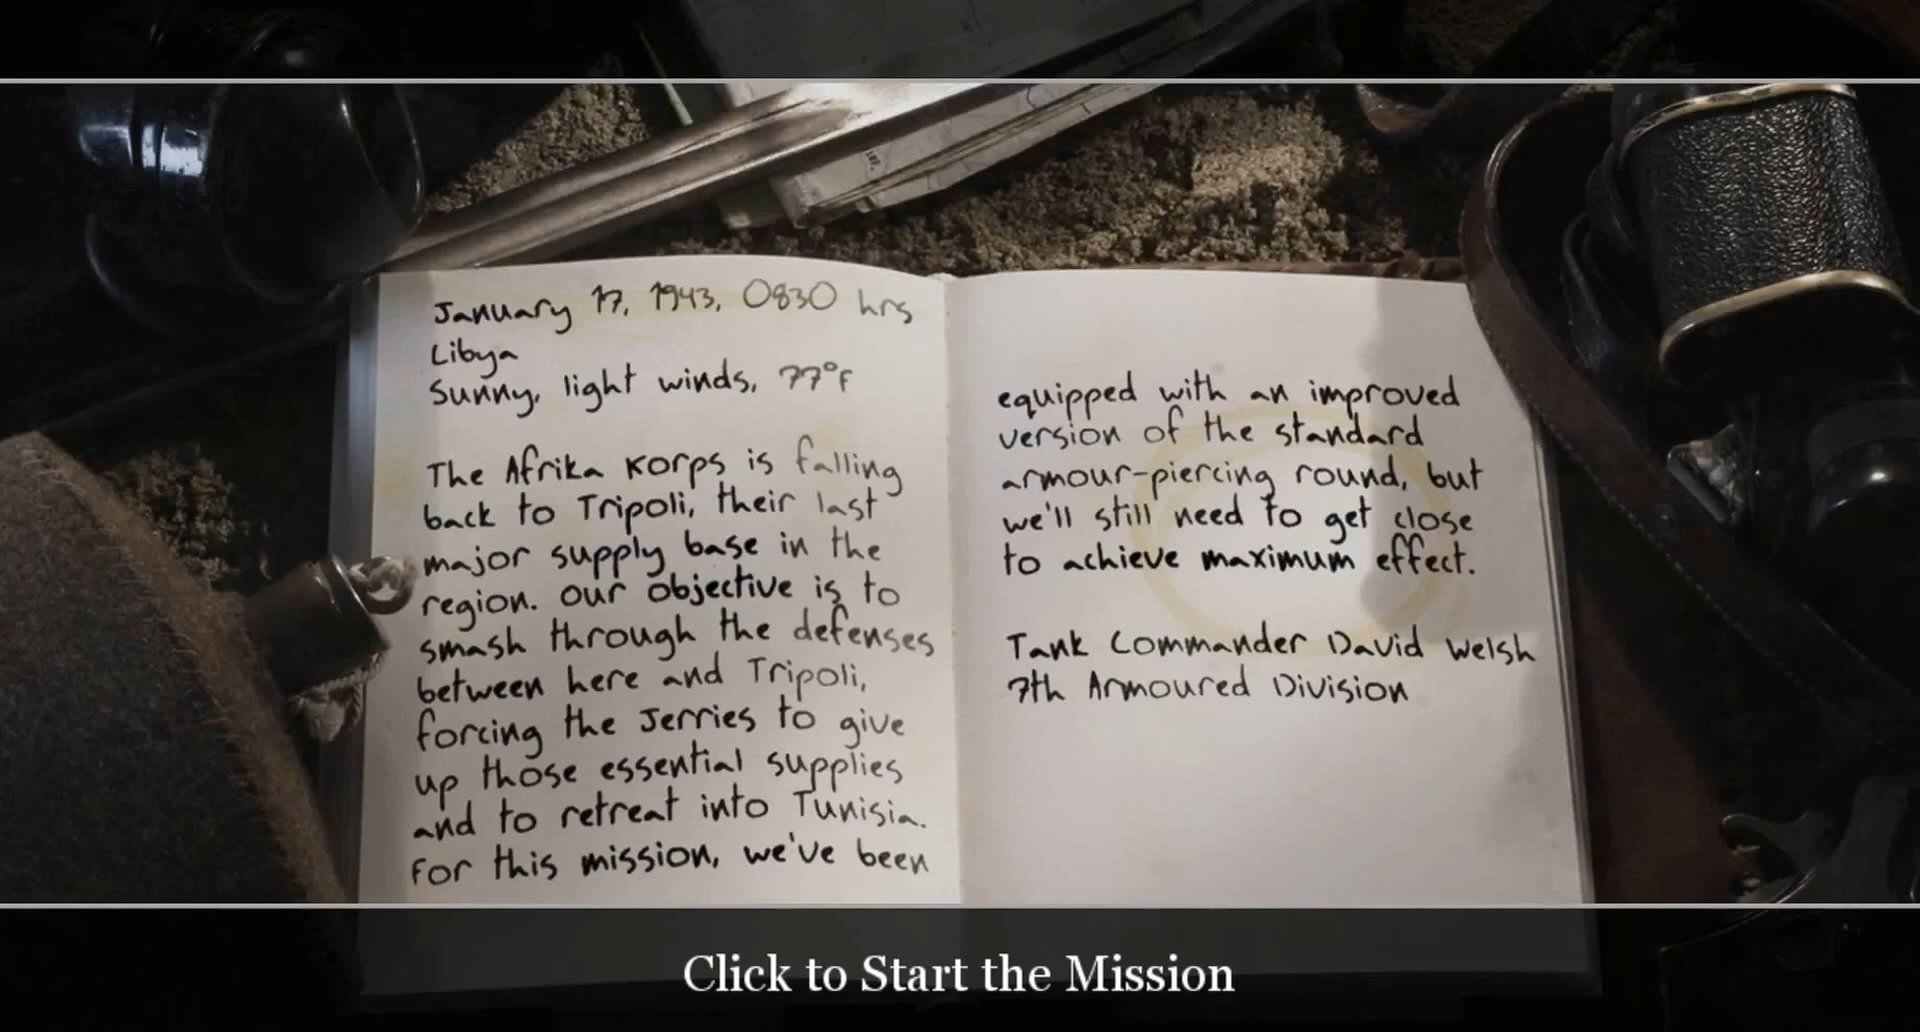 January 17, 1943, 0830 hrs
Libya
Sunny, light winds, 77°F
The Afrika Korps is falling
back to Tripoli, their last
major supply base in the
region. Our objective is to
smash through the defenses
between here and Tripoli,
forcing the Jerries to give
up those essential supplies
and to retreat into Tunisia.
For this mission, we've been
equipped with an improved
version of the standard
armour-piercing round, but
we'll still need to get close
to achieve maximum effect.
Tank Commander David Welsh
7th Armoured Division
Click to Start the Mission